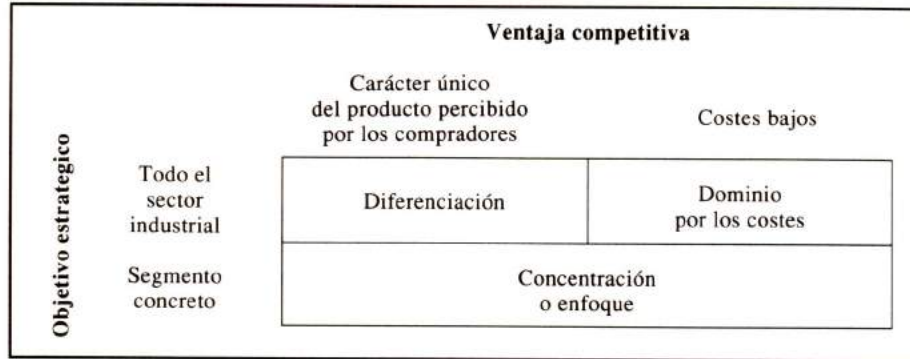 Ventaja competitiva
Carácter único
del producto percibido
por los compradores
Costes bajos
Objetivo estrategico
Todo el
sector
industrial
Diferenciación
Dominio
por los costes
Segmento
concreto
Concentración
o enfoque